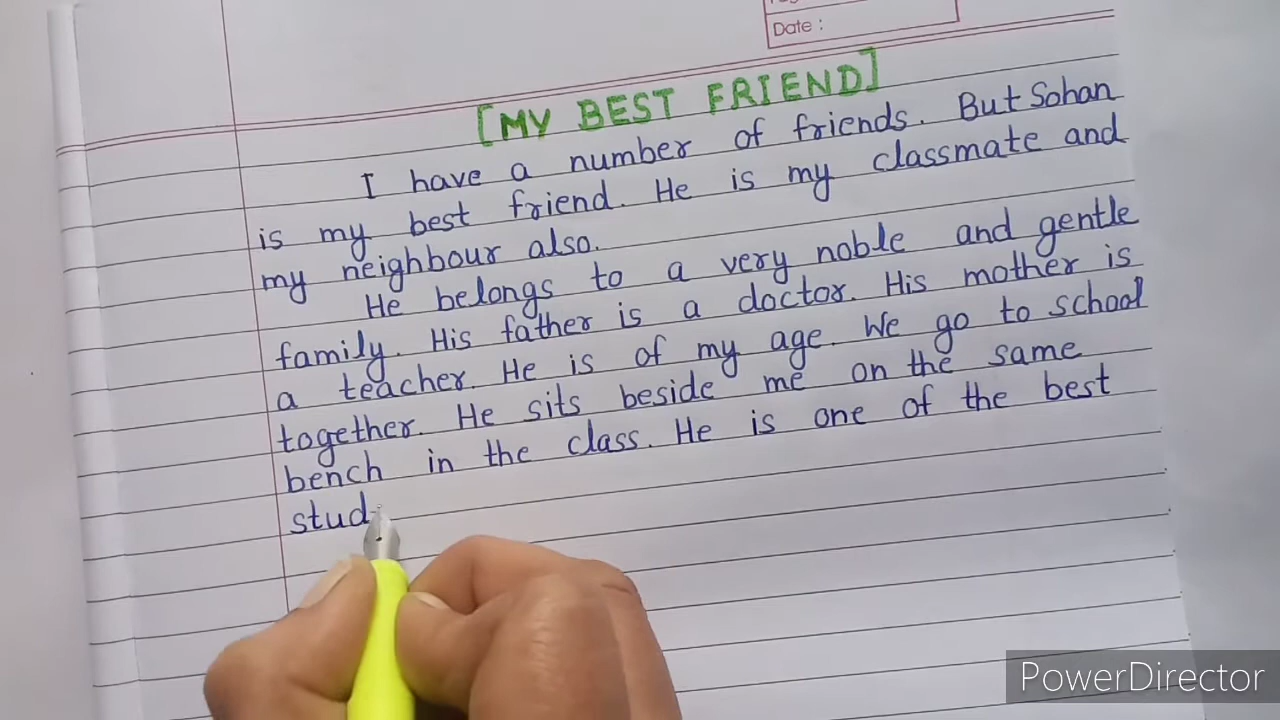 Date :
[MY BEST FRIEND]
I have a number of friends. But Sohan
is my best friend. He is my classmate and
my neighbour also.
He belongs to a very noble and gentle
family. His father is a doctor. His mother is
a teacher. He is of my age. We go to school
together. He sits beside me on the same
bench in the class. He is one of the best
stud
PowerDirector